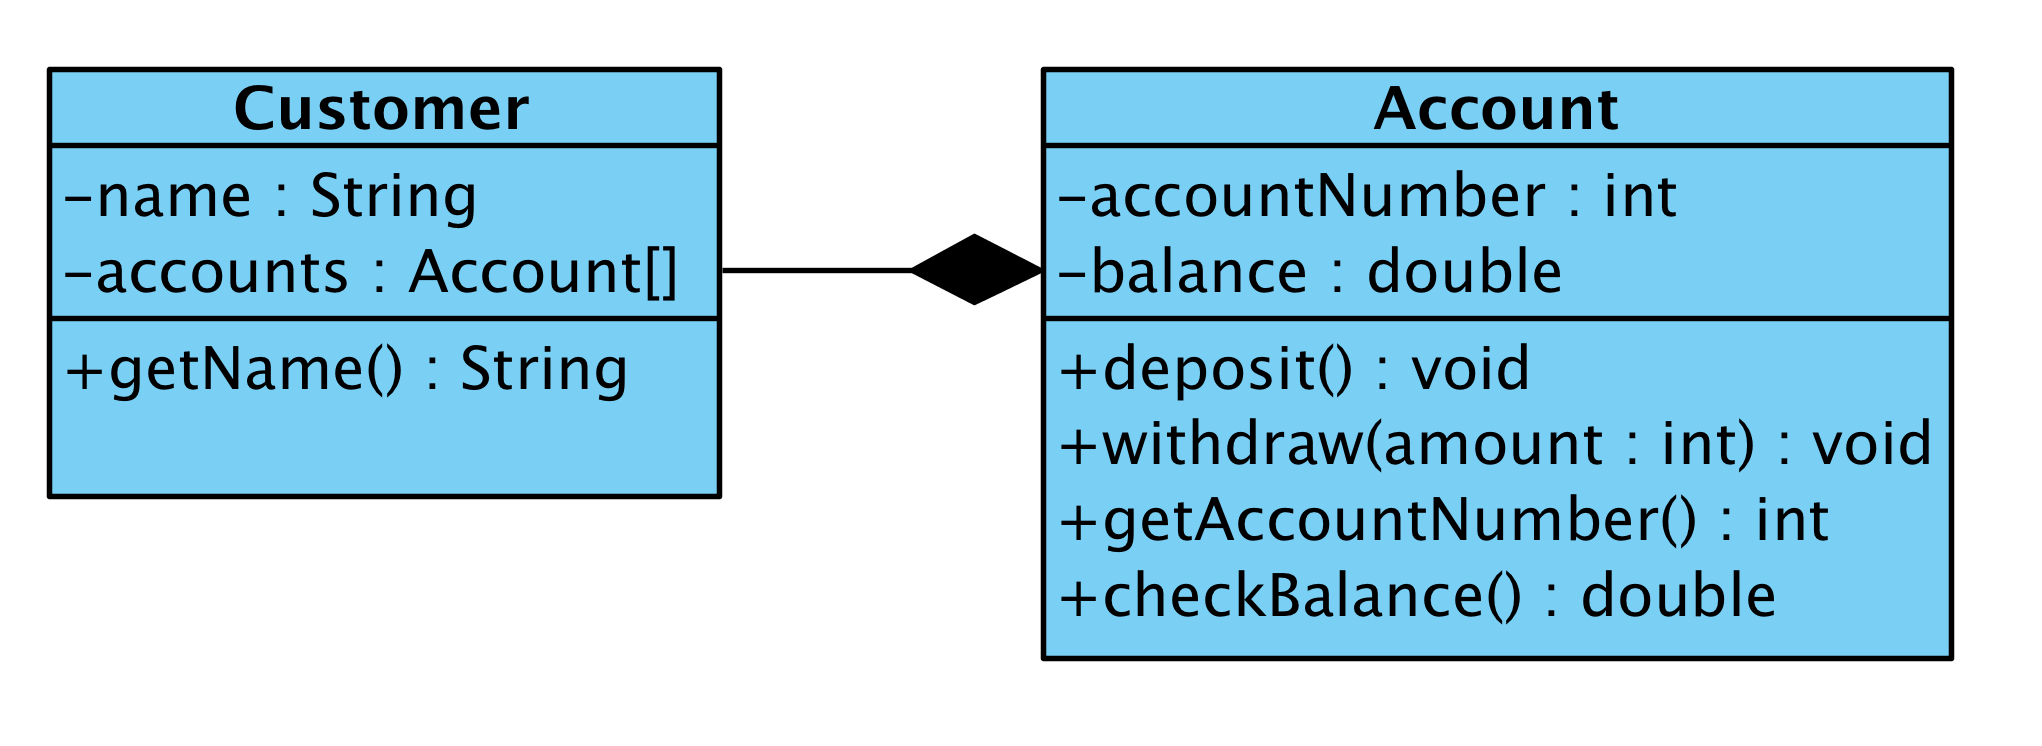 Customer
-name : String
-accounts : Account[]
+getName() : String
Account
-accountNumber : int
-balance : double
+deposit() : void
+withdraw(amount : int) : void
+getAccountNumber() : int
+checkBalance() : double